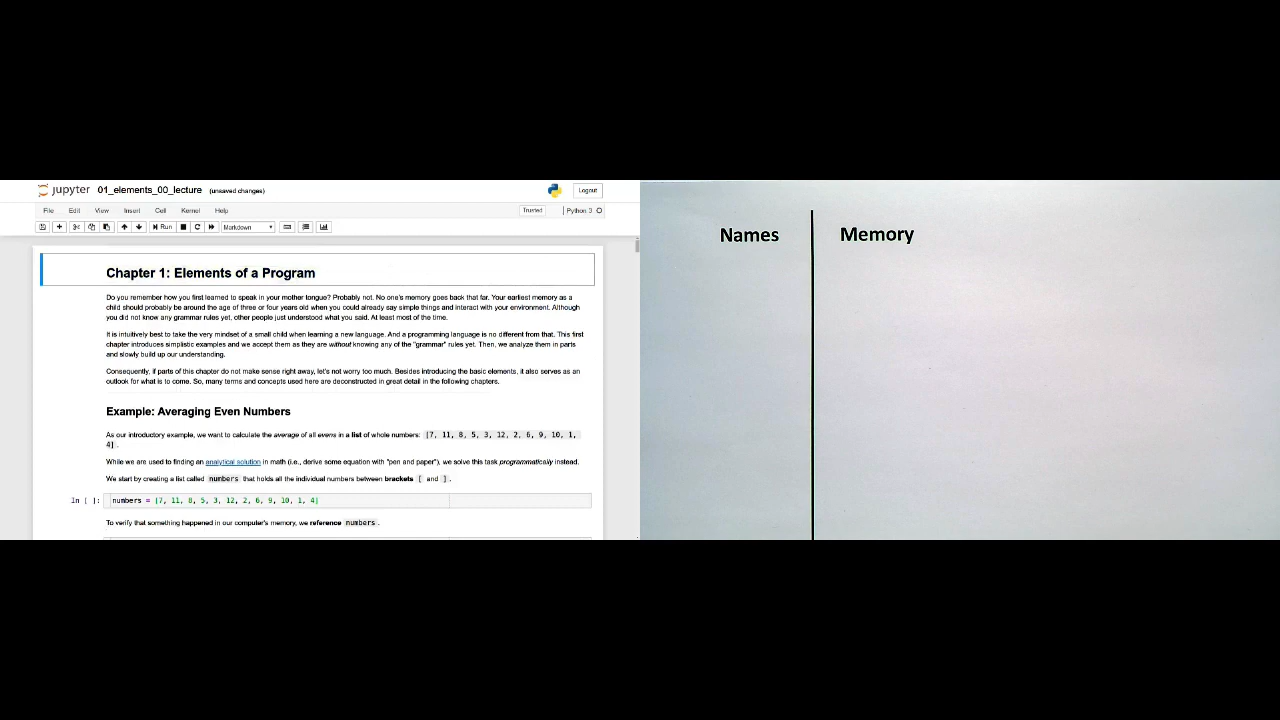 jupyter 01_elements_00_lecture (unsaved changes) Logout
File Edit View Insert Cell Kernel Help Trusted Python 3
Run Markdown
Chapter 1: Elements of a Program
Do you remember how you first learned to speak in your mother tongue? Probably not. No one's memory goes back that far. Your earliest memory as a
child should probably be around the age of three or four years old when you could already say simple things and interact with your environment. Although
you did not know any grammar rules yet, other people just understood what you said. At least most of the time.
It is intuitively best to take the very mindset of a small child when learning a new language. And a programming language is no different from that. This first
chapter introduces simplistic examples and we accept them as they are without knowing any of the "grammar" rules yet. Then, we analyze them in parts
and slowly build up our understanding.
Consequently, if parts of this chapter do not make sense right away, let's not worry too much. Besides introducing the basic elements, it also serves as an
outlook for what is to come. So, many terms and concepts used here are deconstructed in great detail in the following chapters.
Example: Averaging Even Numbers
As our introductory example, we want to calculate the average of all evens in a list of whole numbers: [7, 11, 8, 5, 3, 12, 2, 6, 9, 10, 1,
4] .
While we are used to finding an analytical solution in math (i.e., derive some equation with "pen and paper"), we solve this task programmatically instead.
We start by creating a list called numbers that holds all the individual numbers between brackets [ and ] .
In [ ]: numbers = [7, 11, 8, 5, 3, 12, 2, 6, 9, 10, 1, 4]
To verify that something happened in our computer's memory, we reference numbers .
Names Memory